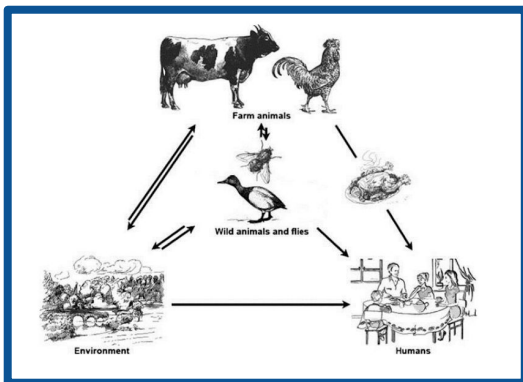 Farm animals
Wild animals and flies
Environment
Humans